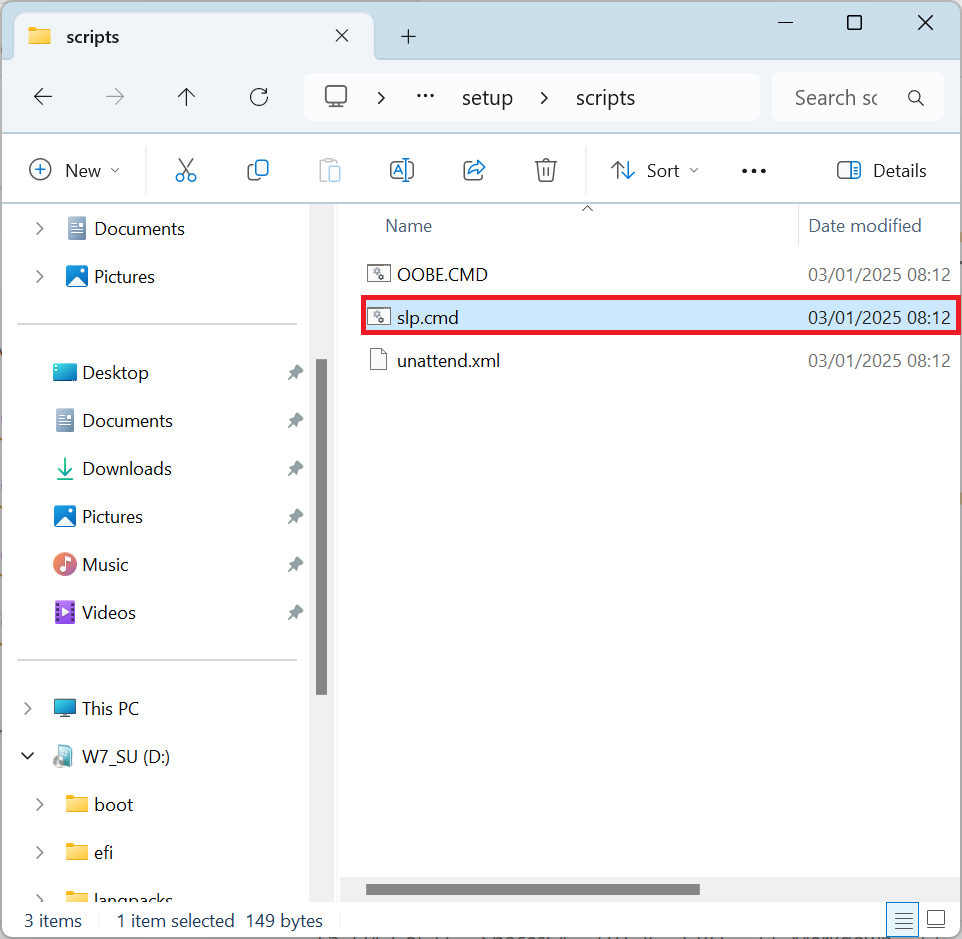 scripts
setup
scripts
Search sc
New
Sort
Details
Documents
Pictures
Desktop
Documents
Downloads
Pictures
Music
Videos
This PC
W7_SU (D:)
boot
efi
langpacks
Name
Date modified
OOBE.CMD 03/01/2025 08:12
slp.cmd 03/01/2025 08:12
unattend.xml 03/01/2025 08:12
3 items 1 item selected 149 bytes